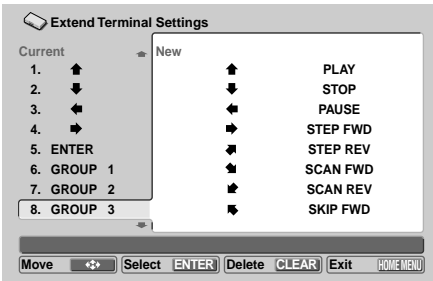 Extend Terminal Settings
Current New
1. ⬆ ⬆ PLAY
2. ⬇ ⬇ STOP
3. ⬅ ⬅ PAUSE
4. ➡ ➡ STEP FWD
5. ENTER ⬈ STEP REV
6. GROUP 1 ⬉ SCAN FWD
7. GROUP 2 ⬋ SCAN REV
8. GROUP 3 ⬉ SKIP FWD
Move Select ENTER Delete CLEAR Exit HOME MENU